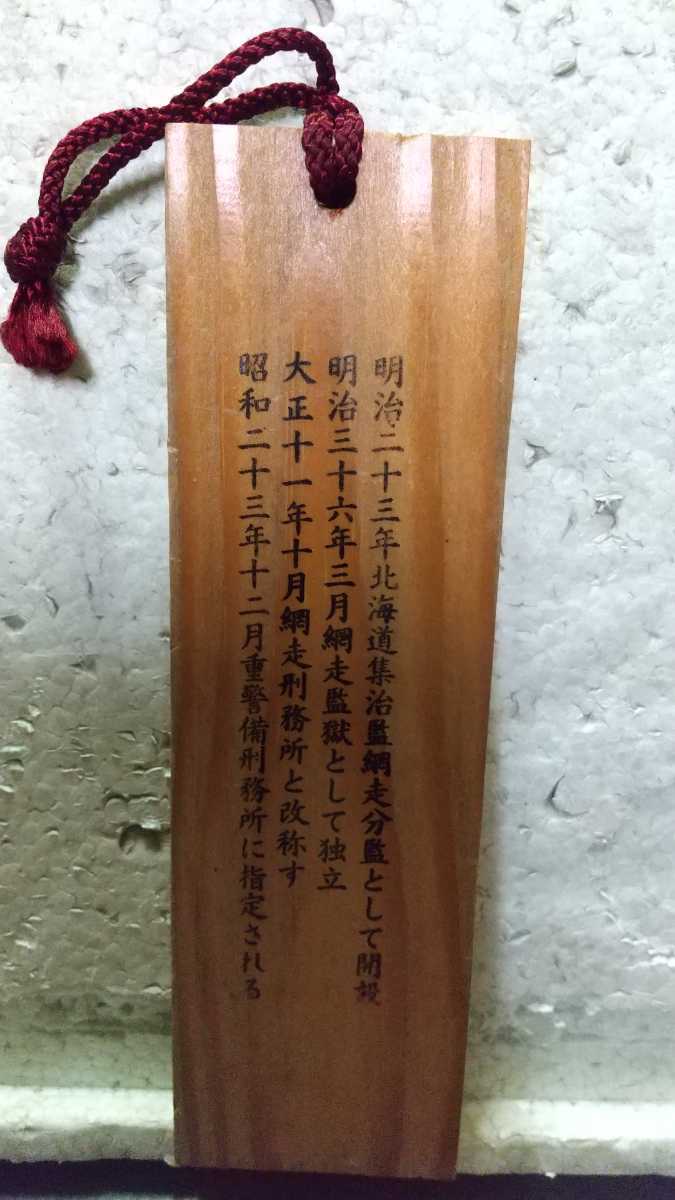 明治二十三年北海道集治監網走分監として開設
明治三十六年三月網走監獄として独立
大正十一年十月網走刑務所と改称す
昭和二十三年十二月重警備刑務所に指定される